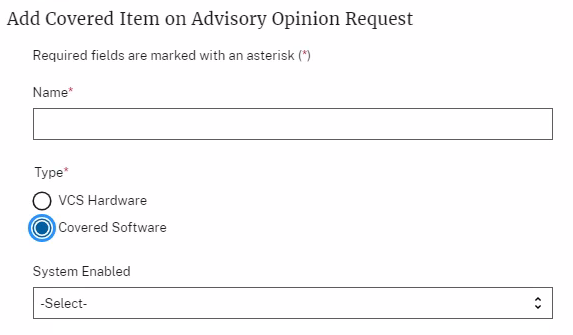 Add Covered Item on Advisory Opinion Request
Required fields are marked with an asterisk (*)
Name*
Type*
VCS Hardware
Covered Software
System Enabled
-Select-